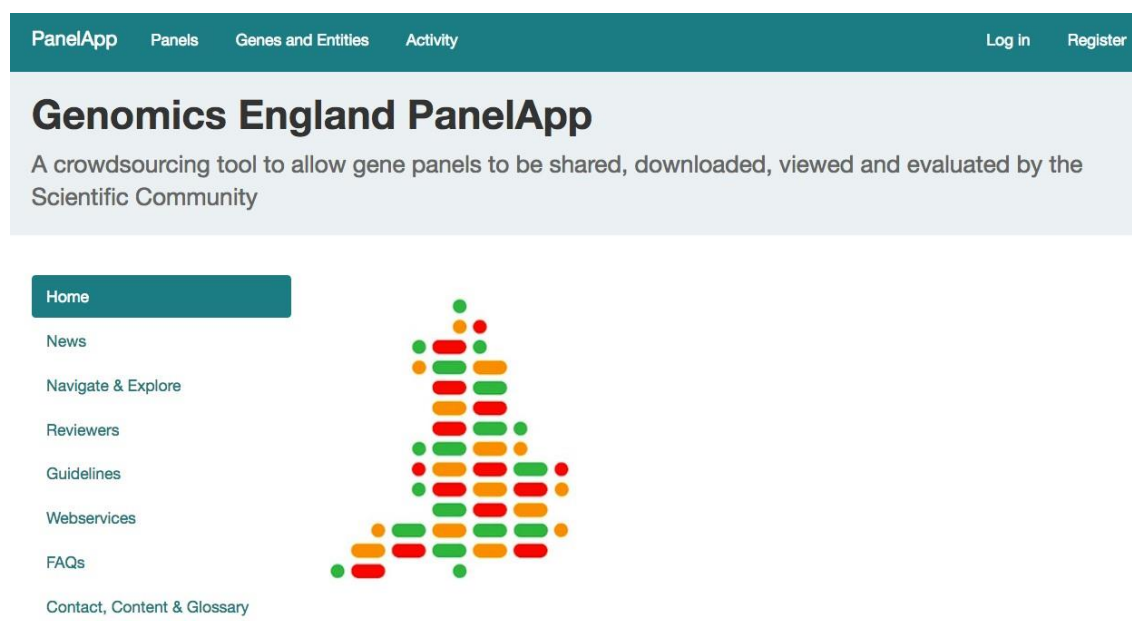 PanelApp Panels Genes and Entities Activity Log in Register
Genomics England PanelApp
A crowdsourcing tool to allow gene panels to be shared, downloaded, viewed and evaluated by the
Scientific Community
Home
News
Navigate & Explore
Reviewers
Guidelines
Webservices
FAQs
Contact, Content & Glossary